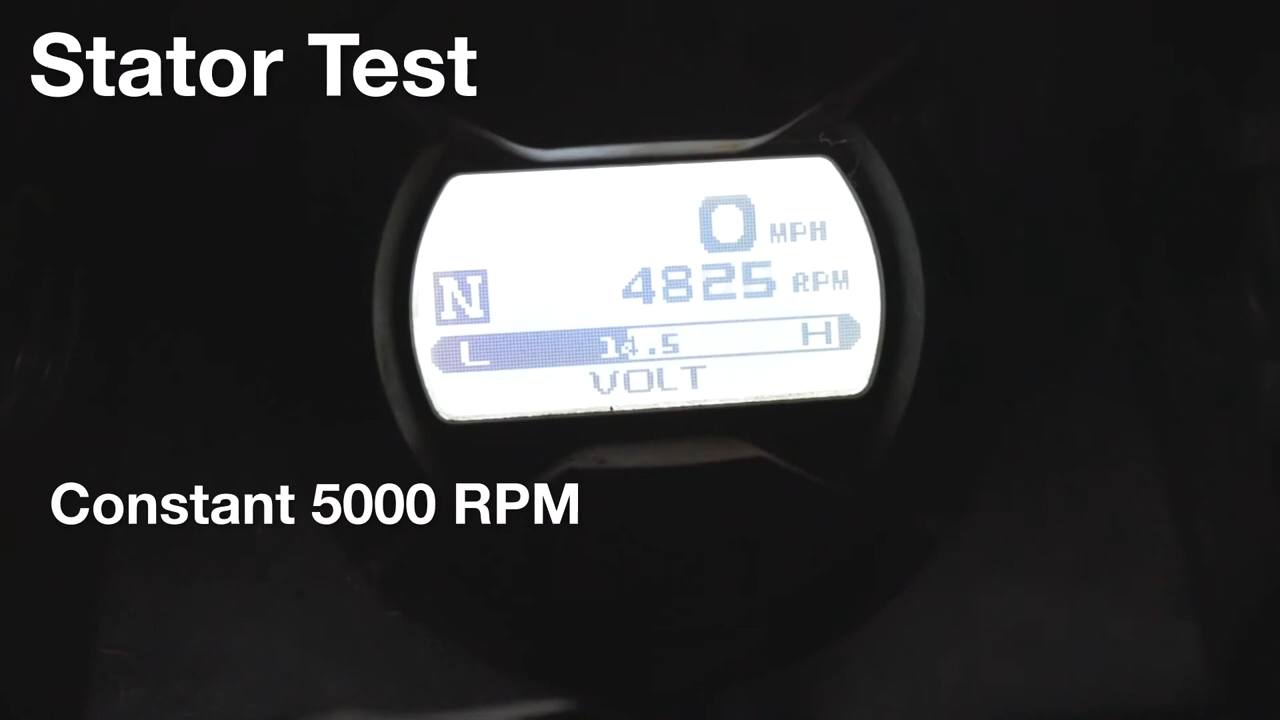 Stator Test
0 MPH
N 4825 RPM
L 14.5 H
VOLT
Constant 5000 RPM